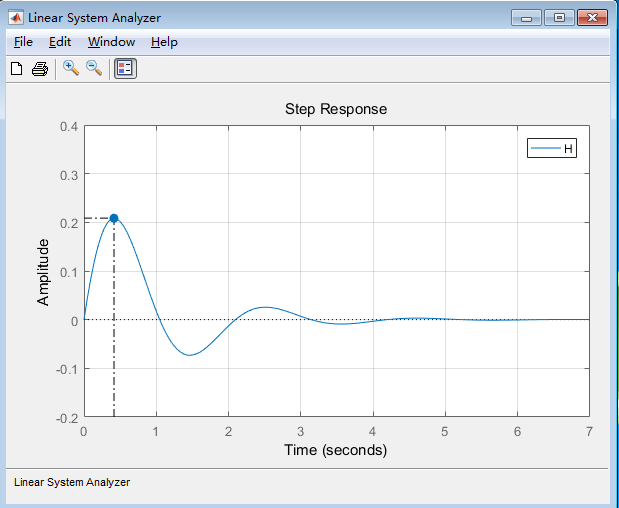 Linear System Analyzer
File Edit Window Help
Step Response
H
Amplitude
0.4
0.3
0.2
0.1
0
-0.1
-0.2
0 1 2 3 4 5 6 7
Time (seconds)
Linear System Analyzer